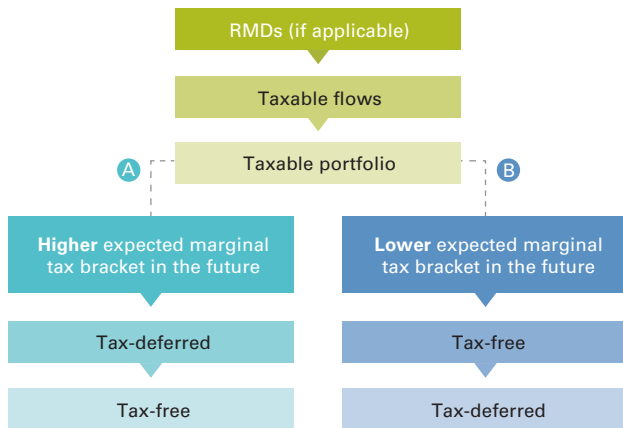 RMDs (if applicable)
Taxable flows
Taxable portfolio
A
B
Higher expected marginal
tax bracket in the future
Lower expected marginal
tax bracket in the future
Tax-deferred
Tax-free
Tax-free
Tax-deferred